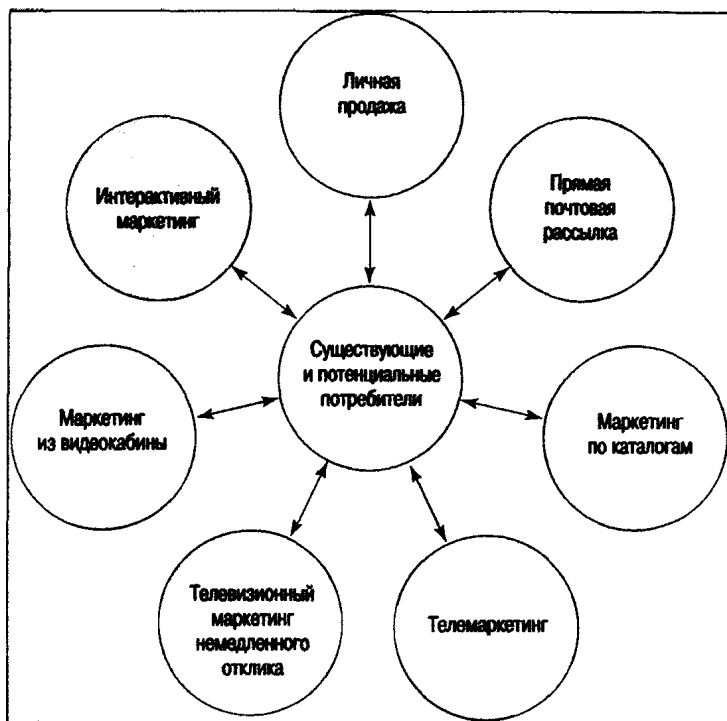 Личная
продажа
Интерактивный
маркетинг
Прямая
почтовая
рассылка
Существующие
и потенциальные
потребители
Маркетинг
из видеокабины
Маркетинг
по каталогам
Телевизионный
маркетинг
немедленного
отклика
Телемаркетинг